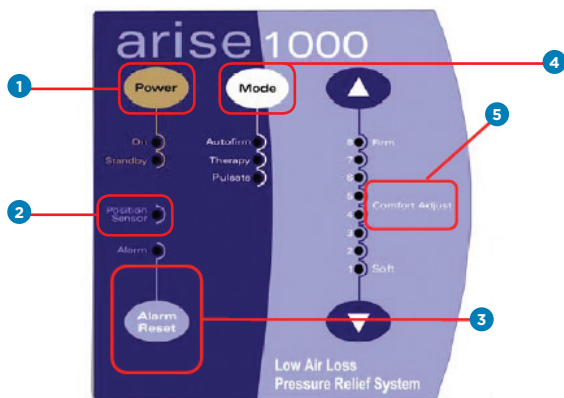 arise 1000
1
Power
Mode
4
5
On
Standby
Autofirm
Therapy
Pulsate
8 Firm
7
6
5
4
3
2
1 Soft
Comfort Adjust
2
Position
Sensor
Alarm
Alarm
Reset
3
Low Air Loss
Pressure Relief System